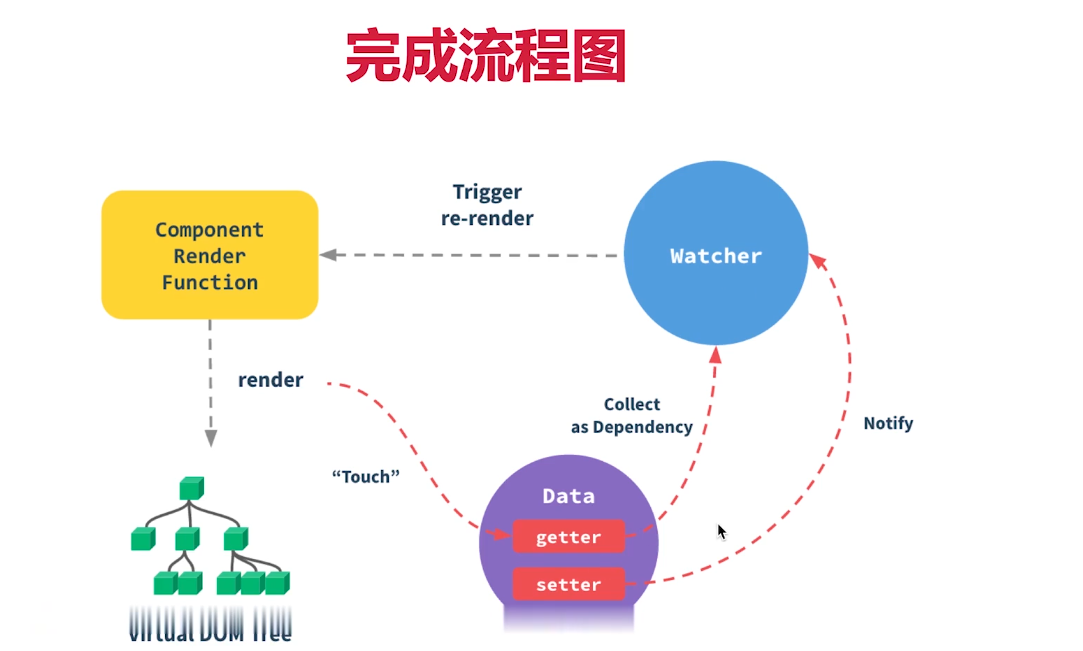 完成流程图
Trigger
re-render
Component
Render
Function
Watcher
render
Collect
as Dependency
Notify
“Touch”
Data
getter
setter
Virtual DOM Tree